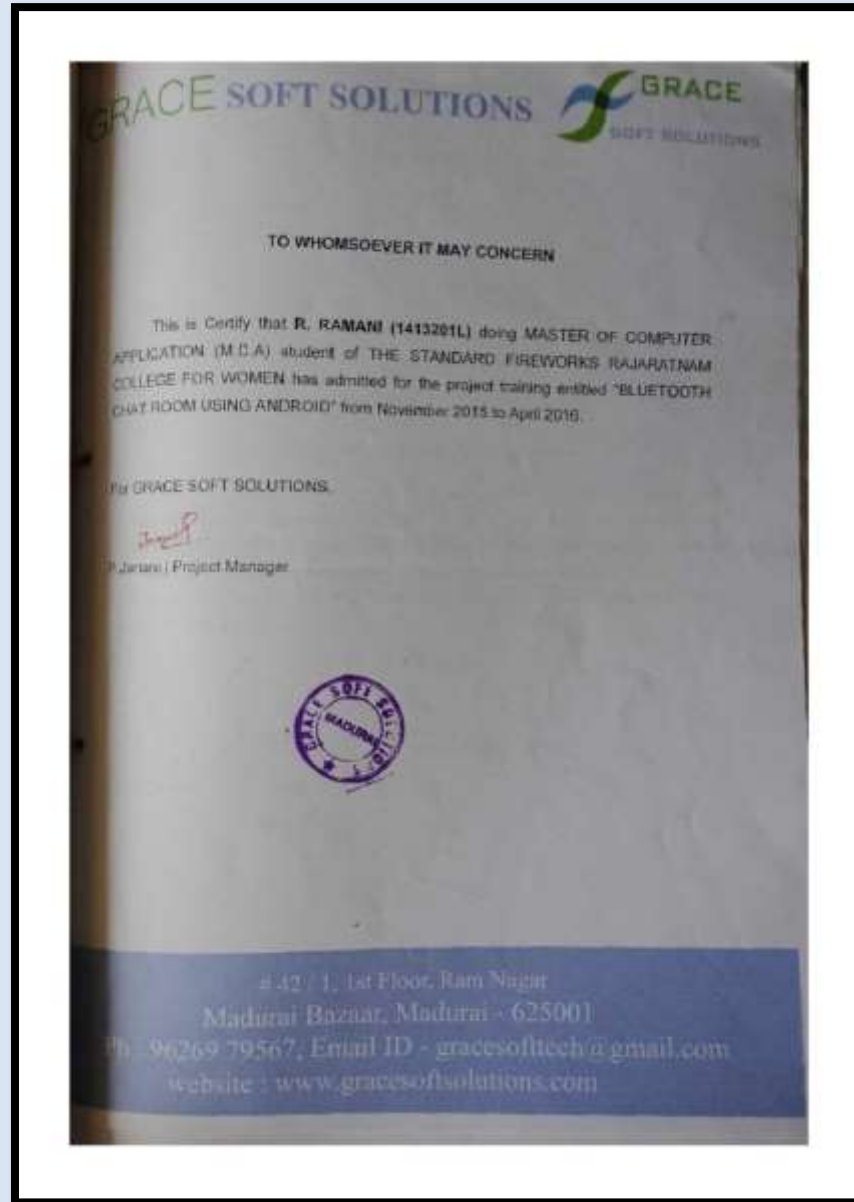 GRACE SOFT SOLUTIONS
GRACE
SOFT SOLUTIONS
TO WHOMSOEVER IT MAY CONCERN
This is Certify that R. RAMANI (1413201L) doing MASTER OF COMPUTER
APPLICATION (M.C.A) student of THE STANDARD FIREWORKS RAJARATNAM
COLLEGE FOR WOMEN has admitted for the project training entitled "BLUETOOTH
CHAT ROOM USING ANDROID" from November 2015 to April 2016.
For GRACE SOFT SOLUTIONS,
P.Janani | Project Manager
GRACE SOFT SOLUTIONS
MADURAI
# 42 / 1, 1st Floor, Ram Nagar
Madurai Bazaar, Madurai - 625001
Ph 96269 79567, Email ID - gracesofttech@gmail.com
website : www.gracesoftsolutions.com